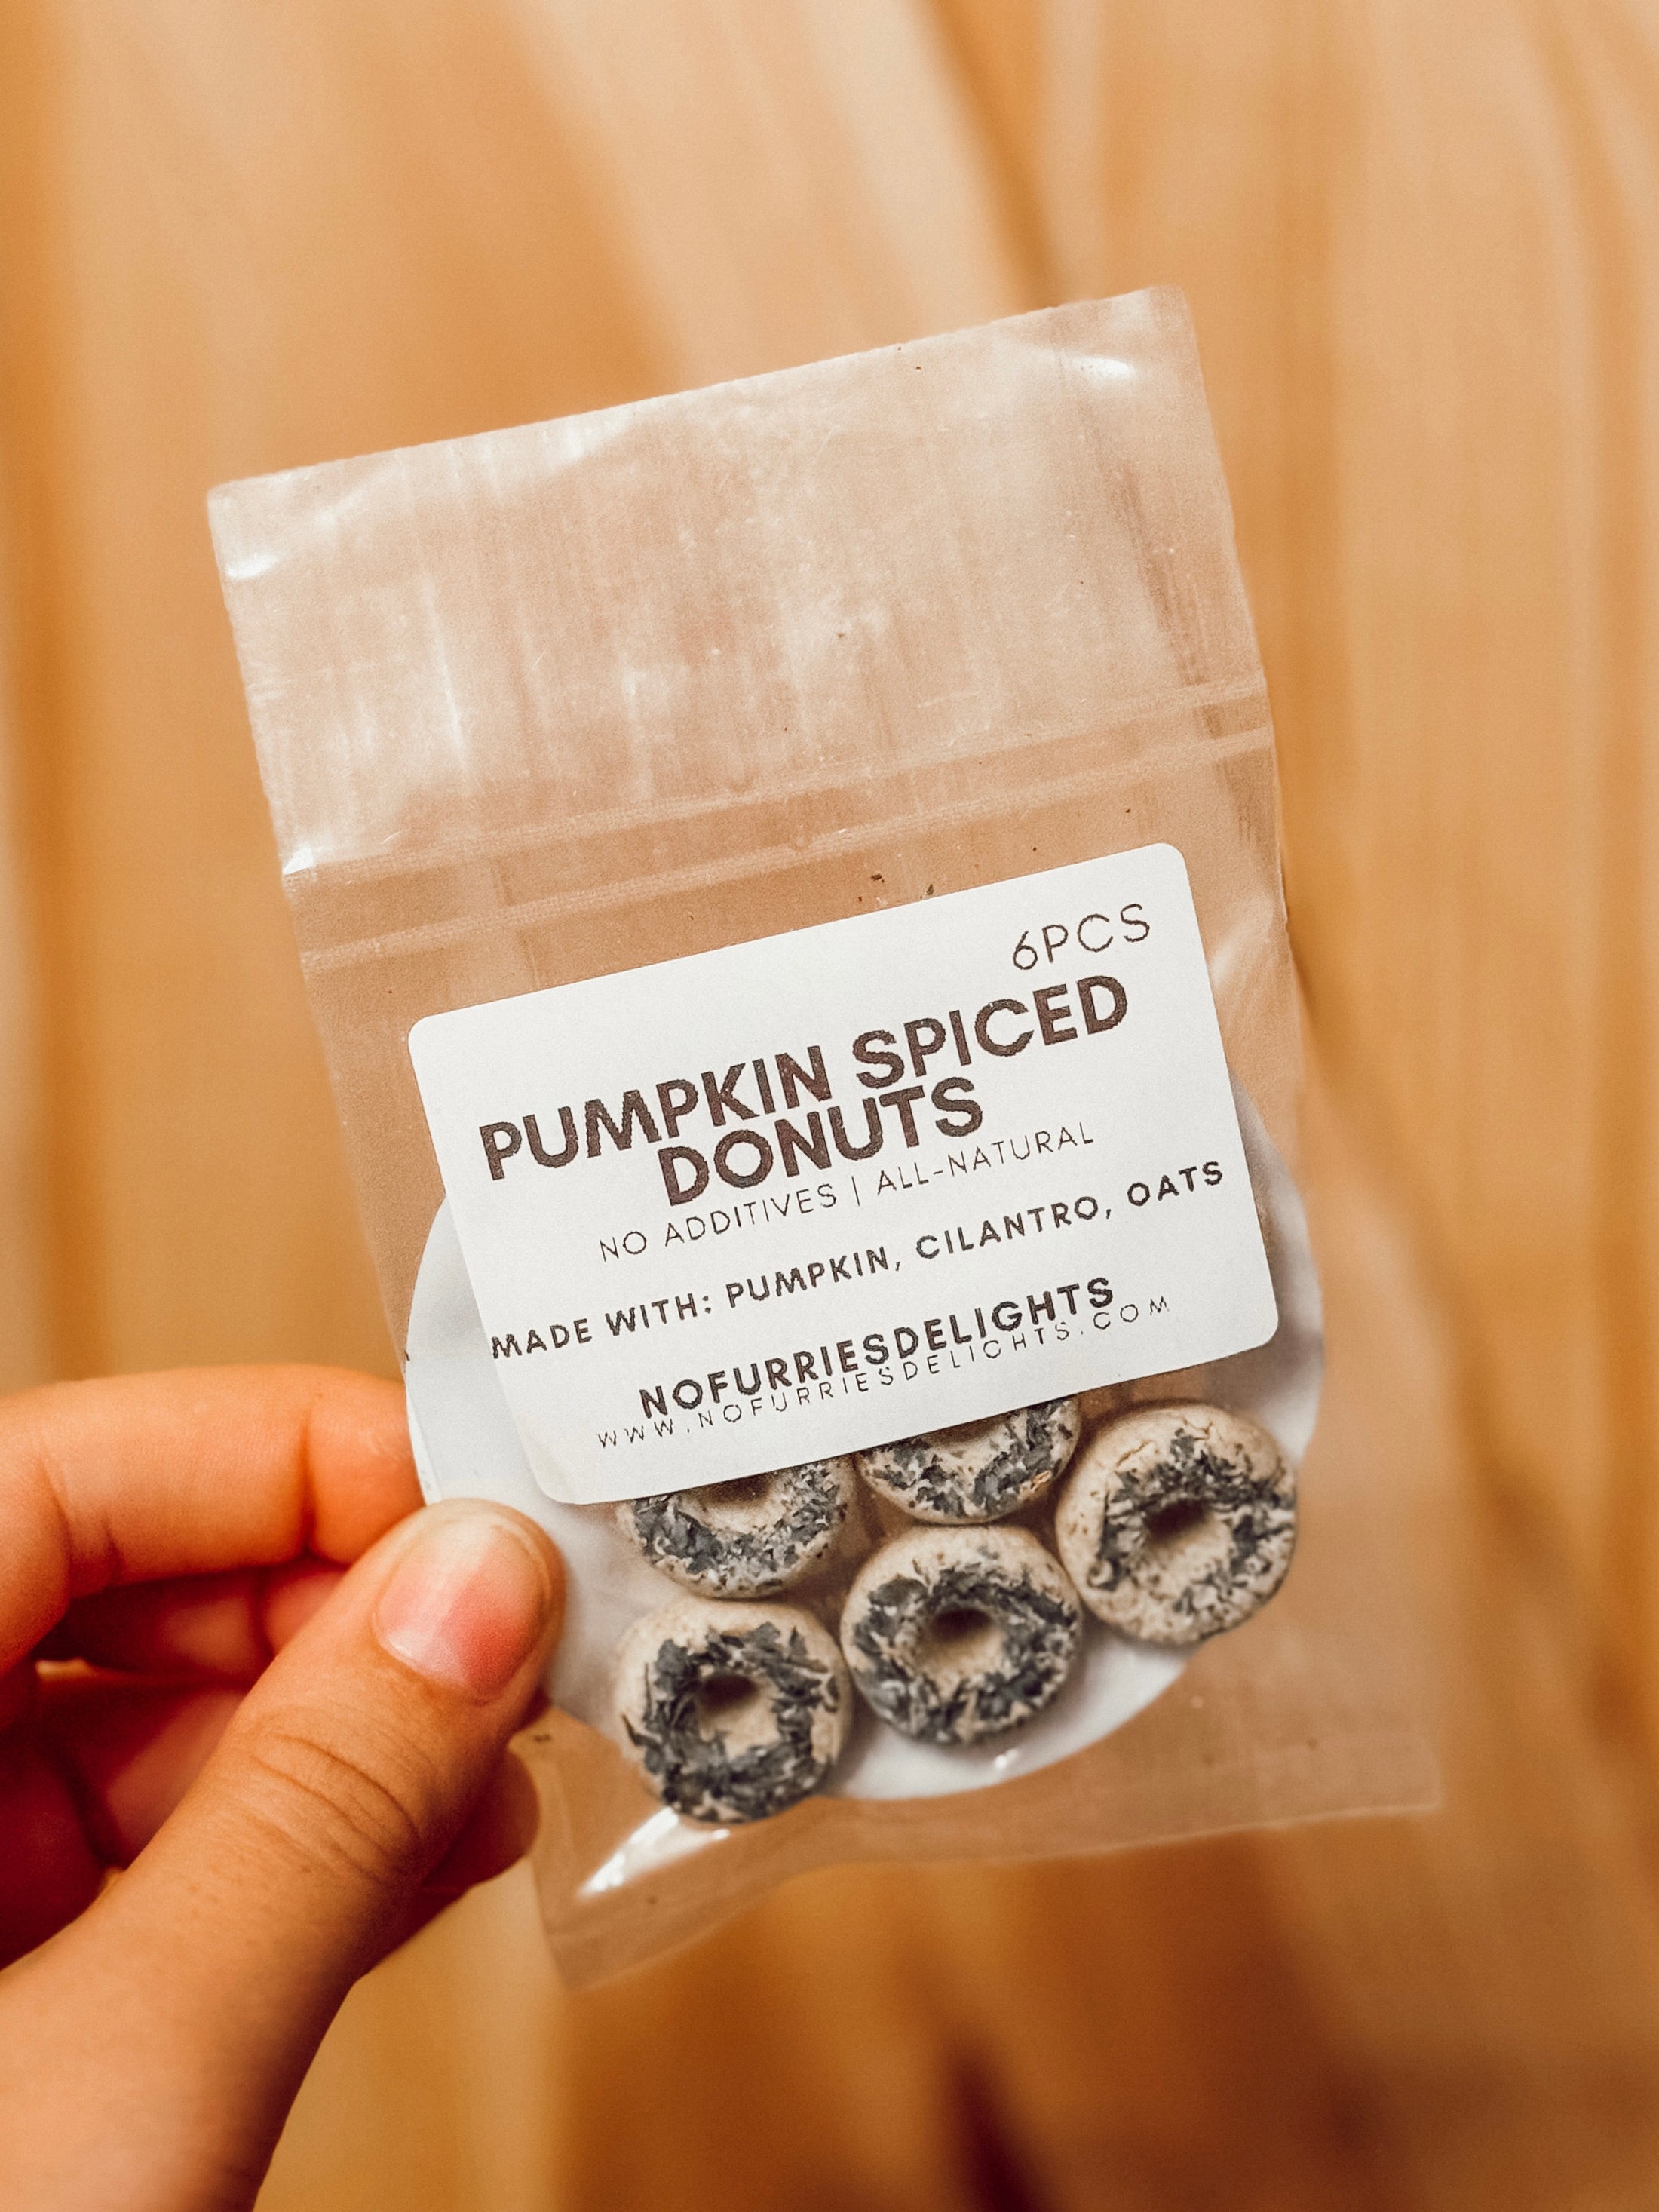 6PCS
PUMPKIN SPICED
DONUTS
NO ADDITIVES | ALL-NATURAL
MADE WITH: PUMPKIN, CILANTRO, OATS
NOFURRIESDELIGHTS
WWW.NOFURRIESDELIGHTS.COM